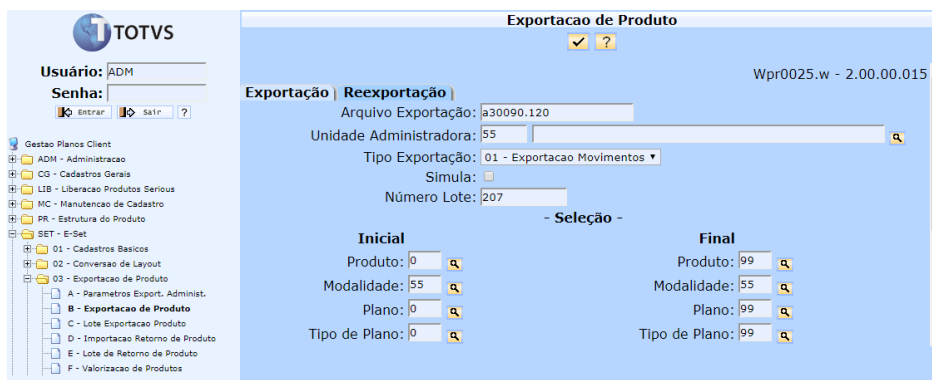 TOTVS
Usuário: ADM
Senha:
Entrar Sair ?
Gestao Planos Client
ADM - Administracao
CG - Cadastros Gerais
LIB - Liberacao Produtos Serious
MC - Manutencao de Cadastro
PR - Estrutura do Produto
SET - E-Set
01 - Cadastros Basicos
02 - Conversao de Layout
03 - Exportacao de Produto
A - Parametros Export. Administ.
B - Exportacao de Produto
C - Lote Exportacao Produto
D - Importacao Retorno de Produto
E - Lote de Retorno de Produto
F - Valorizacao de Produtos
Exportacao de Produto
?
Wpr0025.w - 2.00.00.015
Exportação Reexportação
Arquivo Exportação: a30090.120
Unidade Administradora: 55
Tipo Exportação: 01 - Exportacao Movimentos
Simula:
Número Lote: 207
- Seleção -
Inicial Final
Produto: 0 Produto: 99
Modalidade: 55 Modalidade: 55
Plano: 0 Plano: 99
Tipo de Plano: 0 Tipo de Plano: 99